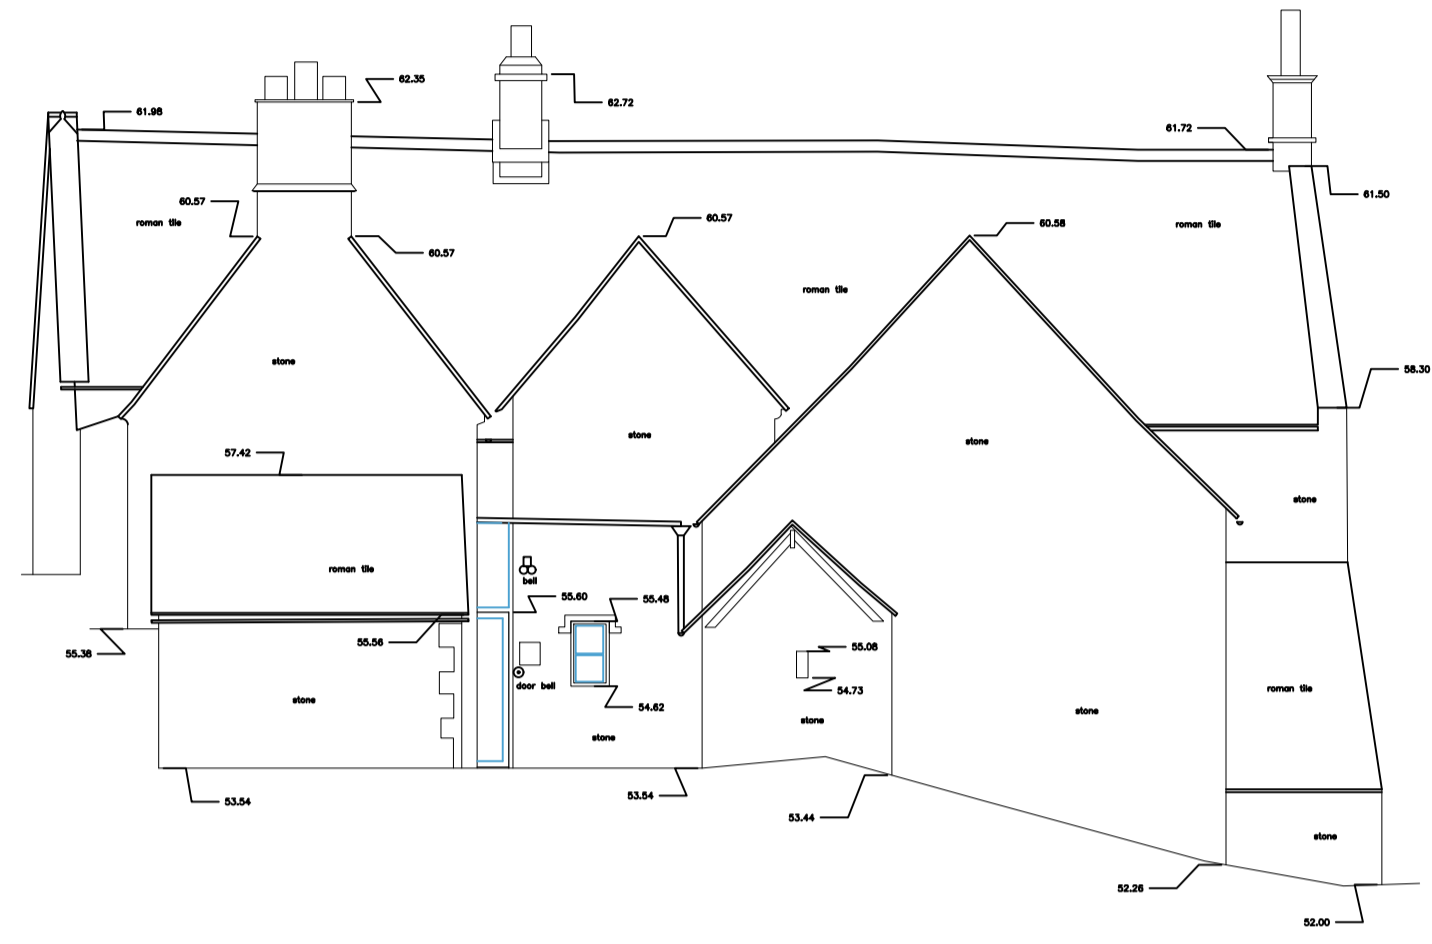 62.35
62.72
61.98
61.72
61.50
60.57
roman tile
60.57
60.57
60.58
roman tile
roman tile
stone
58.30
stone
stone
57.42
stone
roman tile
bell
55.60
55.48
55.56
55.38
55.08
door bell
54.73
roman tile
stone
54.62
stone
stone
stone
53.54
53.54
53.44
stone
52.26
52.00